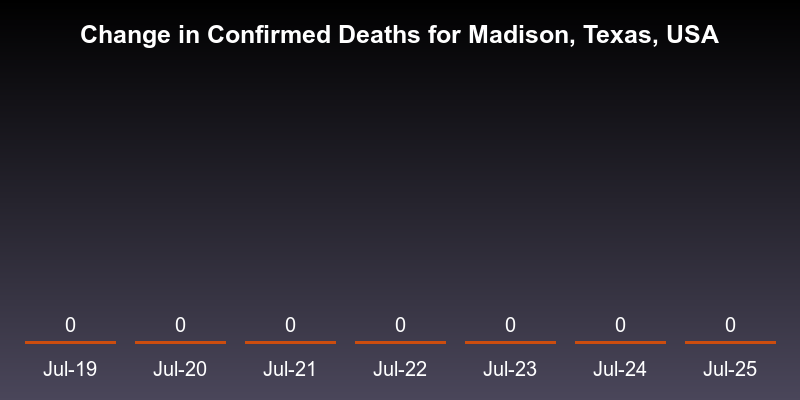 Change in Confirmed Deaths for Madison, Texas, USA
0 0 0 0 0 0 0
Jul-19 Jul-20 Jul-21 Jul-22 Jul-23 Jul-24 Jul-25